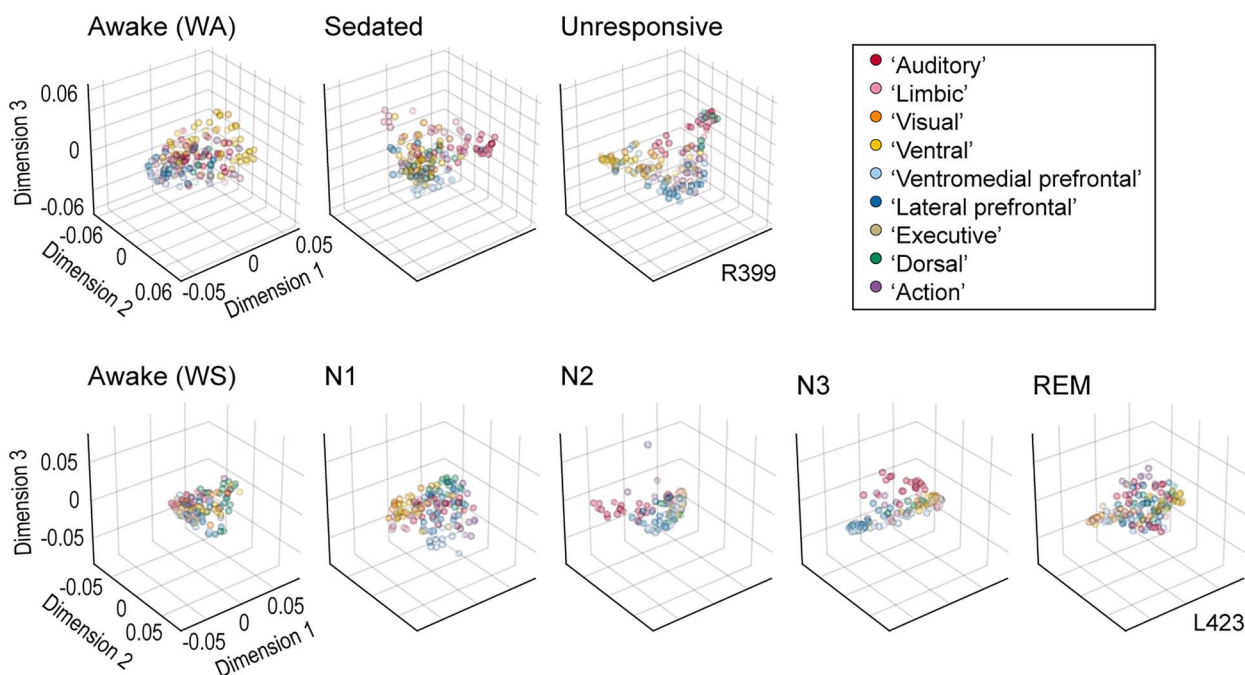 Awake (WA)
Sedated
Unresponsive
0.06
0
-0.06
Dimension 3
-0.06
0
0.06
Dimension 2
-0.05
0
0.05
Dimension 1
R399
‘Auditory’
‘Limbic’
‘Visual’
‘Ventral’
‘Ventromedial prefrontal’
‘Lateral prefrontal’
‘Executive’
‘Dorsal’
‘Action’
Awake (WS)
N1
N2
N3
REM
0.05
0
-0.05
Dimension 3
-0.05
0
0.05
Dimension 2
-0.05
0
0.05
Dimension 1
L423